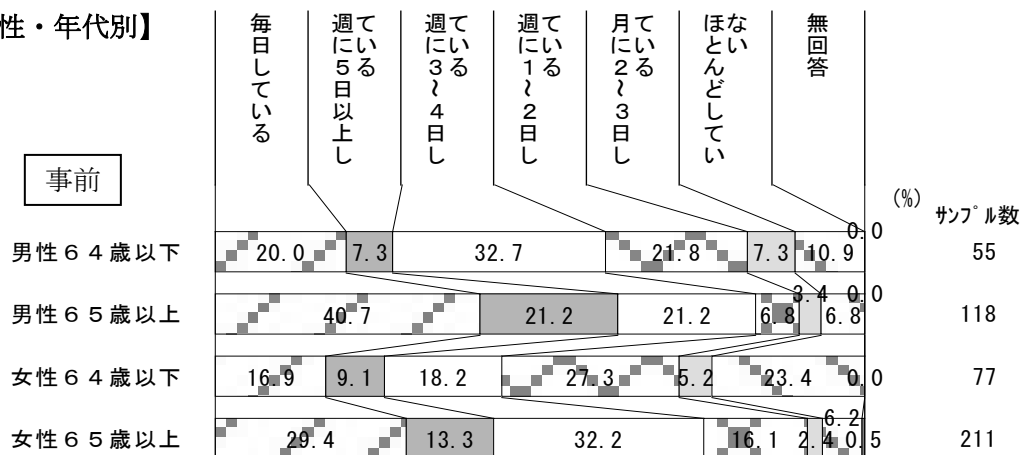 性・年代別】
毎日している
週に５日以上し
ている
週に３～４日し
ている
週に１～２日し
ている
月に２～３日し
ている
ほとんどしてい
ない
無回答
事前
(%)
ｻﾝﾌﾟﾙ数
男性６４歳以下 20.0 7.3 32.7 21.8 7.3 10.9 0.0 55
男性６５歳以上 40.7 21.2 21.2 6.8 3.4 6.8 0.0 118
女性６４歳以下 16.9 9.1 18.2 27.3 5.2 23.4 0.0 77
女性６５歳以上 29.4 13.3 32.2 16.1 2.4 6.2 0.5 211